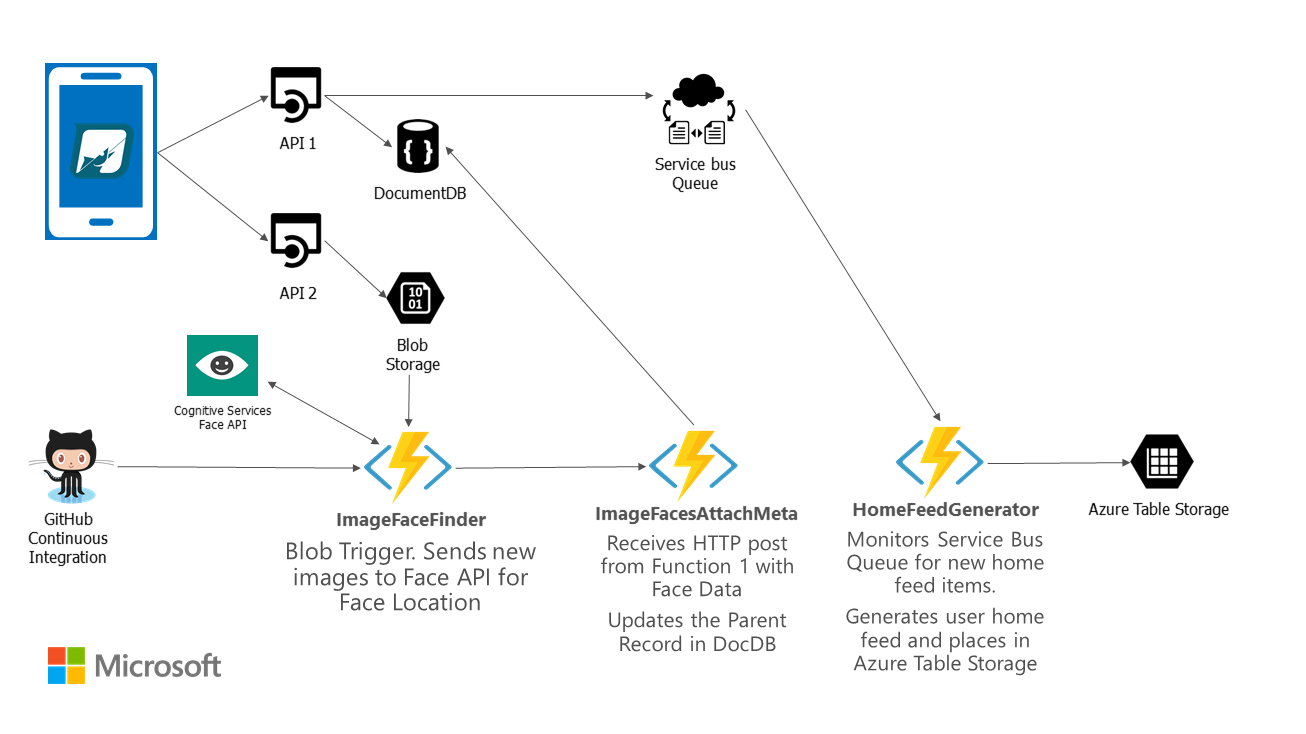 API 1
Service bus
Queue
DocumentDB
API 2
10
01
Blob
Storage
Cognitive Services
Face API
GitHub
Continuous
Integration
ImageFaceFinder
Blob Trigger. Sends new
images to Face API for
Face Location
ImageFacesAttachMeta
Receives HTTP post
from Function 1 with
Face Data
Updates the Parent
Record in DocDB
HomeFeedGenerator
Monitors Service Bus
Queue for new home
feed items.
Generates user home
feed and places in
Azure Table Storage
Azure Table Storage
Microsoft